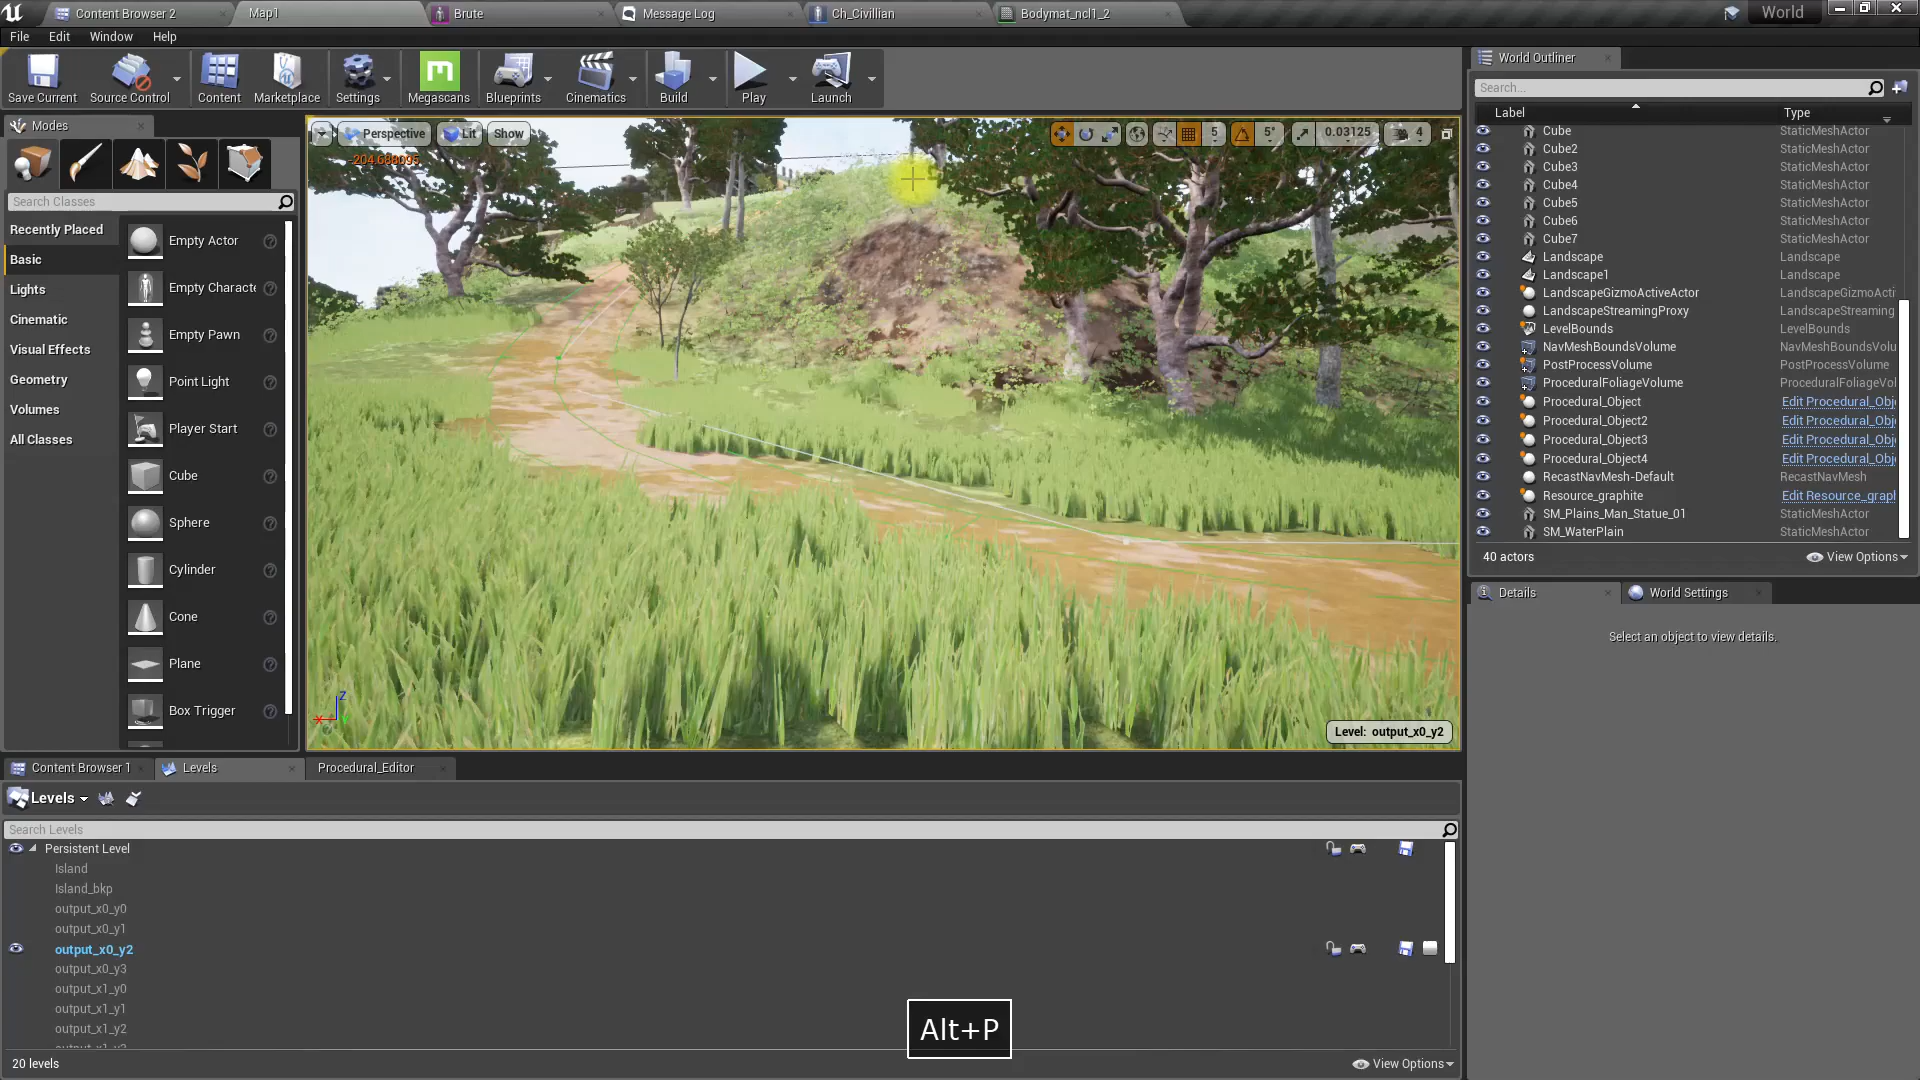 Content Browser 2
Map1
Brute
Message Log
Ch_Civillian
Bodymat_ncl1_2
World
File
Edit
Window
Help
Save Current
Source Control
Content
Marketplace
Settings
Megascans
Blueprints
Cinematics
Build
Play
Launch
World Outliner
Search...
Label
Type
Modes
Search Classes
Recently Placed
Basic
Lights
Cinematic
Visual Effects
Geometry
Volumes
All Classes
Empty Actor
Empty Characte
Empty Pawn
Point Light
Player Start
Cube
Sphere
Cylinder
Cone
Plane
Box Trigger
Perspective
Lit
Show
-204.688095
5
5°
0.03125
4
Z
X
Level: output_x0_y2
Cube StaticMeshActor
Cube2 StaticMeshActor
Cube3 StaticMeshActor
Cube4 StaticMeshActor
Cube5 StaticMeshActor
Cube6 StaticMeshActor
Cube7 StaticMeshActor
Landscape Landscape
Landscape1 Landscape
LandscapeGizmoActiveActor LandscapeGizmoActi
LandscapeStreamingProxy LandscapeStreaming
LevelBounds LevelBounds
NavMeshBoundsVolume NavMeshBoundsVolu
PostProcessVolume PostProcessVolume
ProceduralFoliageVolume ProceduralFoliageVol
Procedural_Object Edit Procedural_Obj
Procedural_Object2 Edit Procedural_Obj
Procedural_Object3 Edit Procedural_Obj
Procedural_Object4 Edit Procedural_Obj
RecastNavMesh-Default RecastNavMesh
Resource_graphite Edit Resource_grap
SM_Plains_Man_Statue_01 StaticMeshActor
SM_WaterPlain StaticMeshActor
40 actors
View Options
Details
World Settings
Select an object to view details.
Content Browser 1
Levels
Procedural_Editor
Levels
Search Levels
Persistent Level
Island
Island_bkp
output_x0_y0
output_x0_y1
output_x0_y2
output_x0_y3
output_x1_y0
output_x1_y1
output_x1_y2
Alt+P
20 levels
View Options